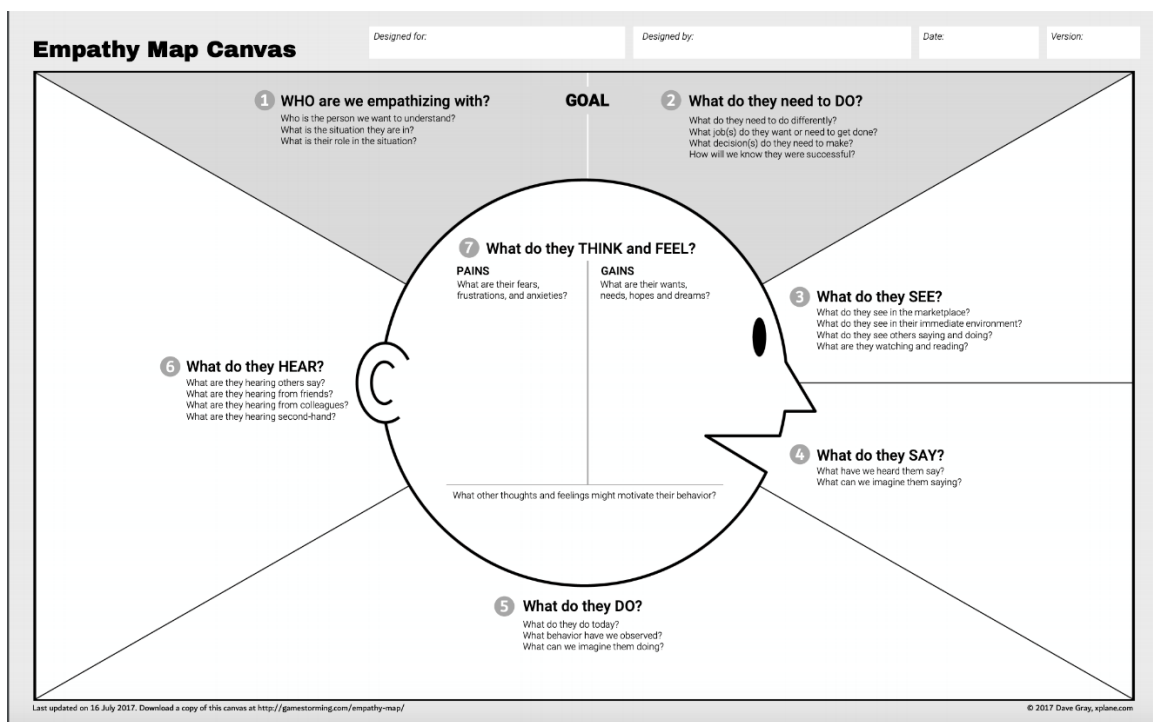 Empathy Map Canvas
Designed for:
Designed by:
Date:
Version:
1 WHO are we empathizing with?
Who is the person we want to understand?
What is the situation they are in?
What is their role in the situation?
GOAL
2 What do they need to DO?
What do they need to do differently?
What job(s) do they want or need to get done?
What decision(s) do they need to make?
How will we know they were successful?
3 What do they SEE?
What do they see in the marketplace?
What do they see in their immediate environment?
What do they see others saying and doing?
What are they watching and reading?
4 What do they SAY?
What have we heard them say?
What can we imagine them saying?
5 What do they DO?
What do they do today?
What behavior have we observed?
What can we imagine them doing?
6 What do they HEAR?
What are they hearing others say?
What are they hearing from friends?
What are they hearing from colleagues?
What are they hearing second-hand?
7 What do they THINK and FEEL?
PAINS
What are their fears,
frustrations, and anxieties?
GAINS
What are their wants,
needs, hopes and dreams?
What other thoughts and feelings might motivate their behavior?
Last updated on 16 July 2017. Download a copy of this canvas at http://gamestorming.com/empathy-map/
© 2017 Dave Gray, xplane.com